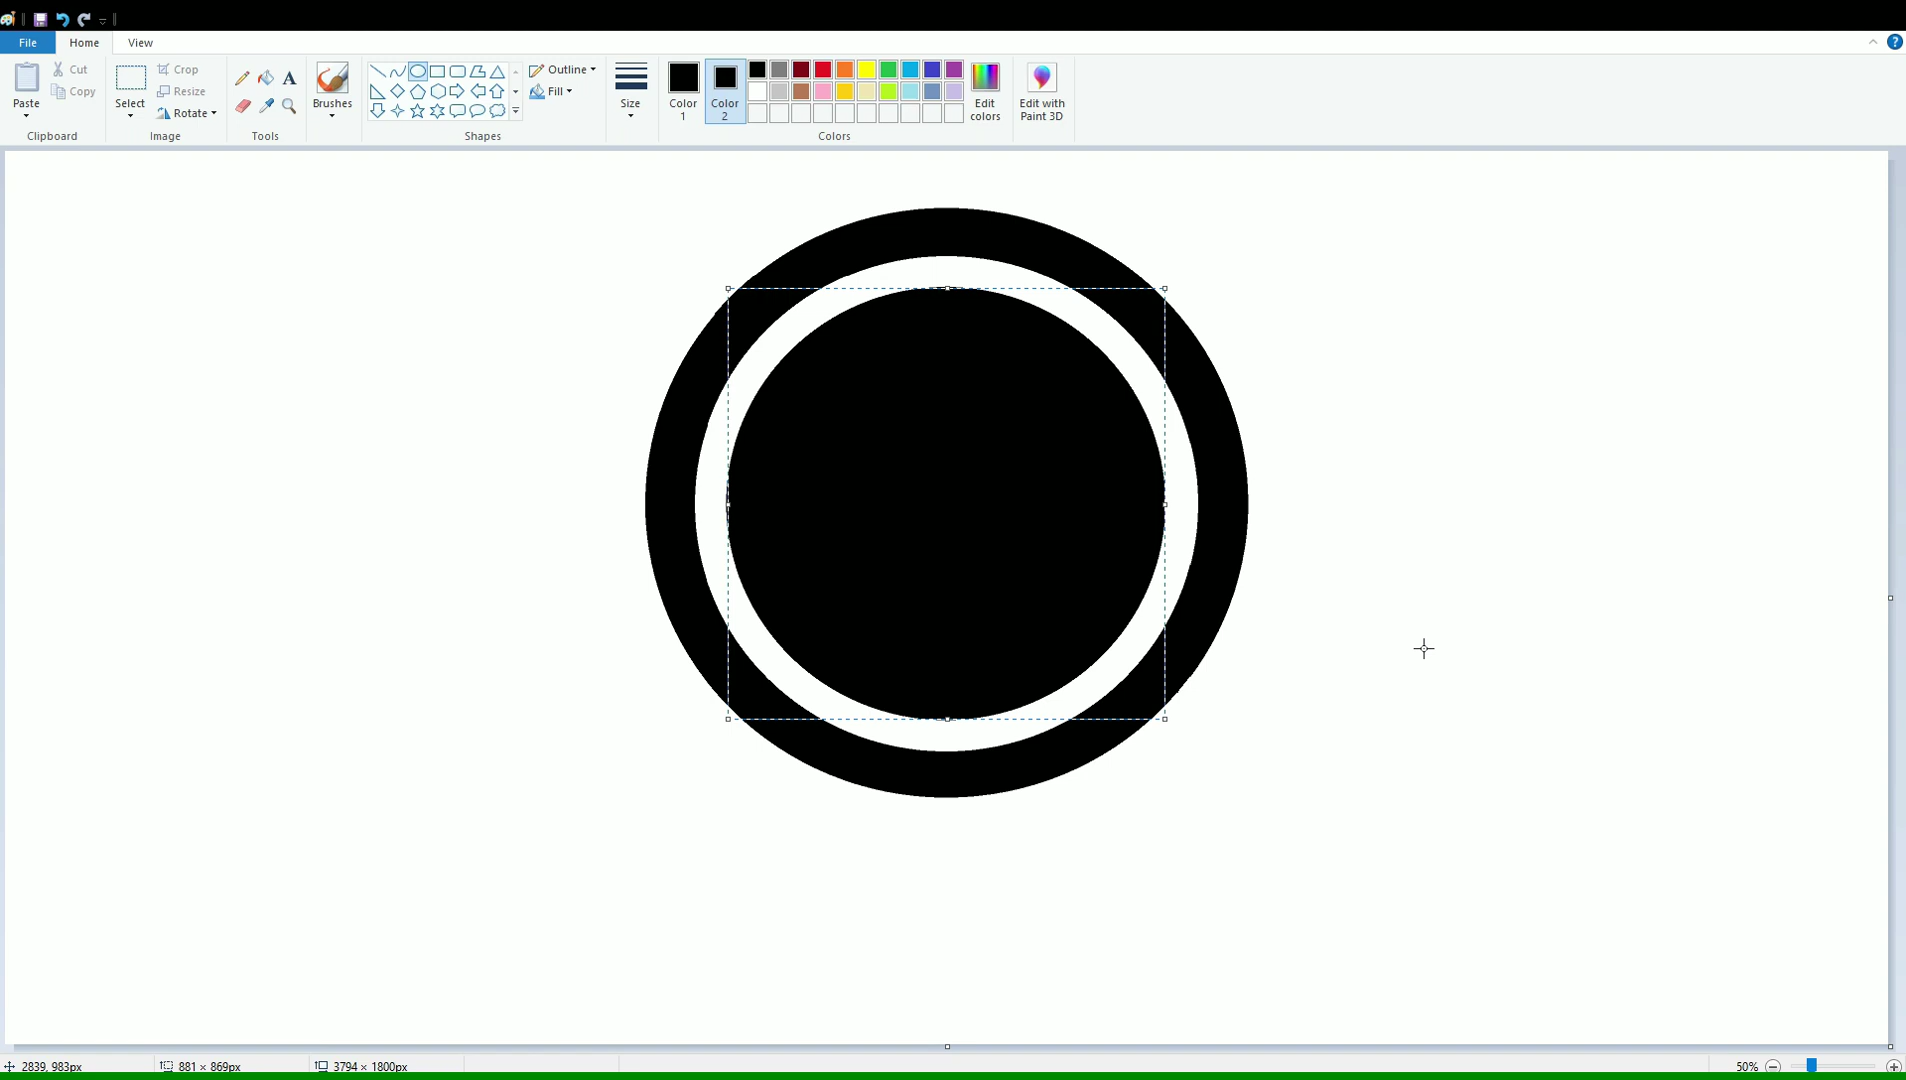 File Home View
Paste Cut Copy Clipboard
Select Crop Resize Rotate Image
Tools
Brushes
Outline Fill Shapes
Size
Color 1
Color 2
Edit colors
Colors
Edit with Paint 3D
2839, 983px 881 × 869px 3794 × 1800px 50%